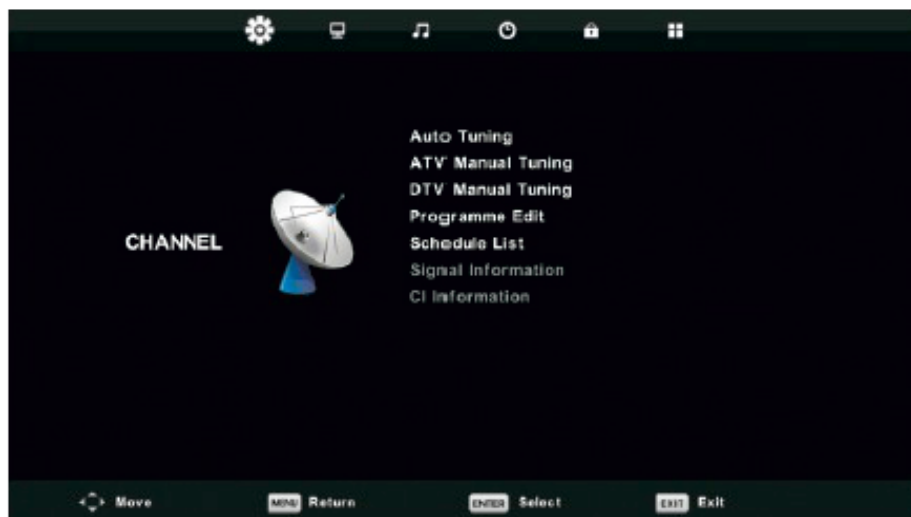 CHANNEL
Auto Tuning
ATV Manual Tuning
DTV Manual Tuning
Programme Edit
Schedule List
Signal Information
CI Information
Move
MENU Return
ENTER Select
EXIT Exit